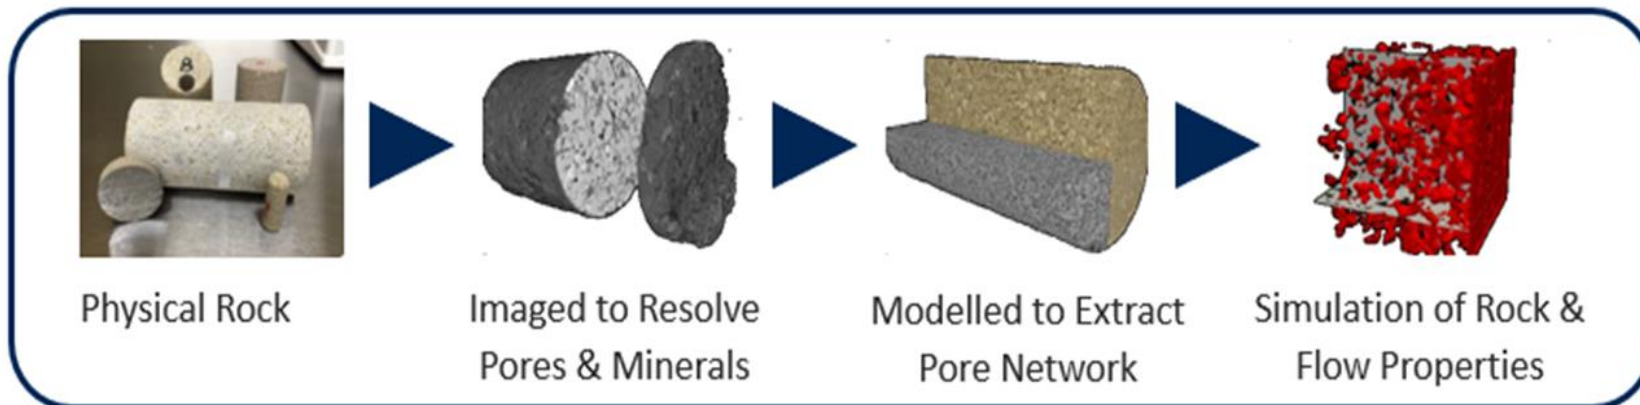 Physical Rock
Imaged to Resolve
Pores & Minerals
Modelled to Extract
Pore Network
Simulation of Rock &
Flow Properties